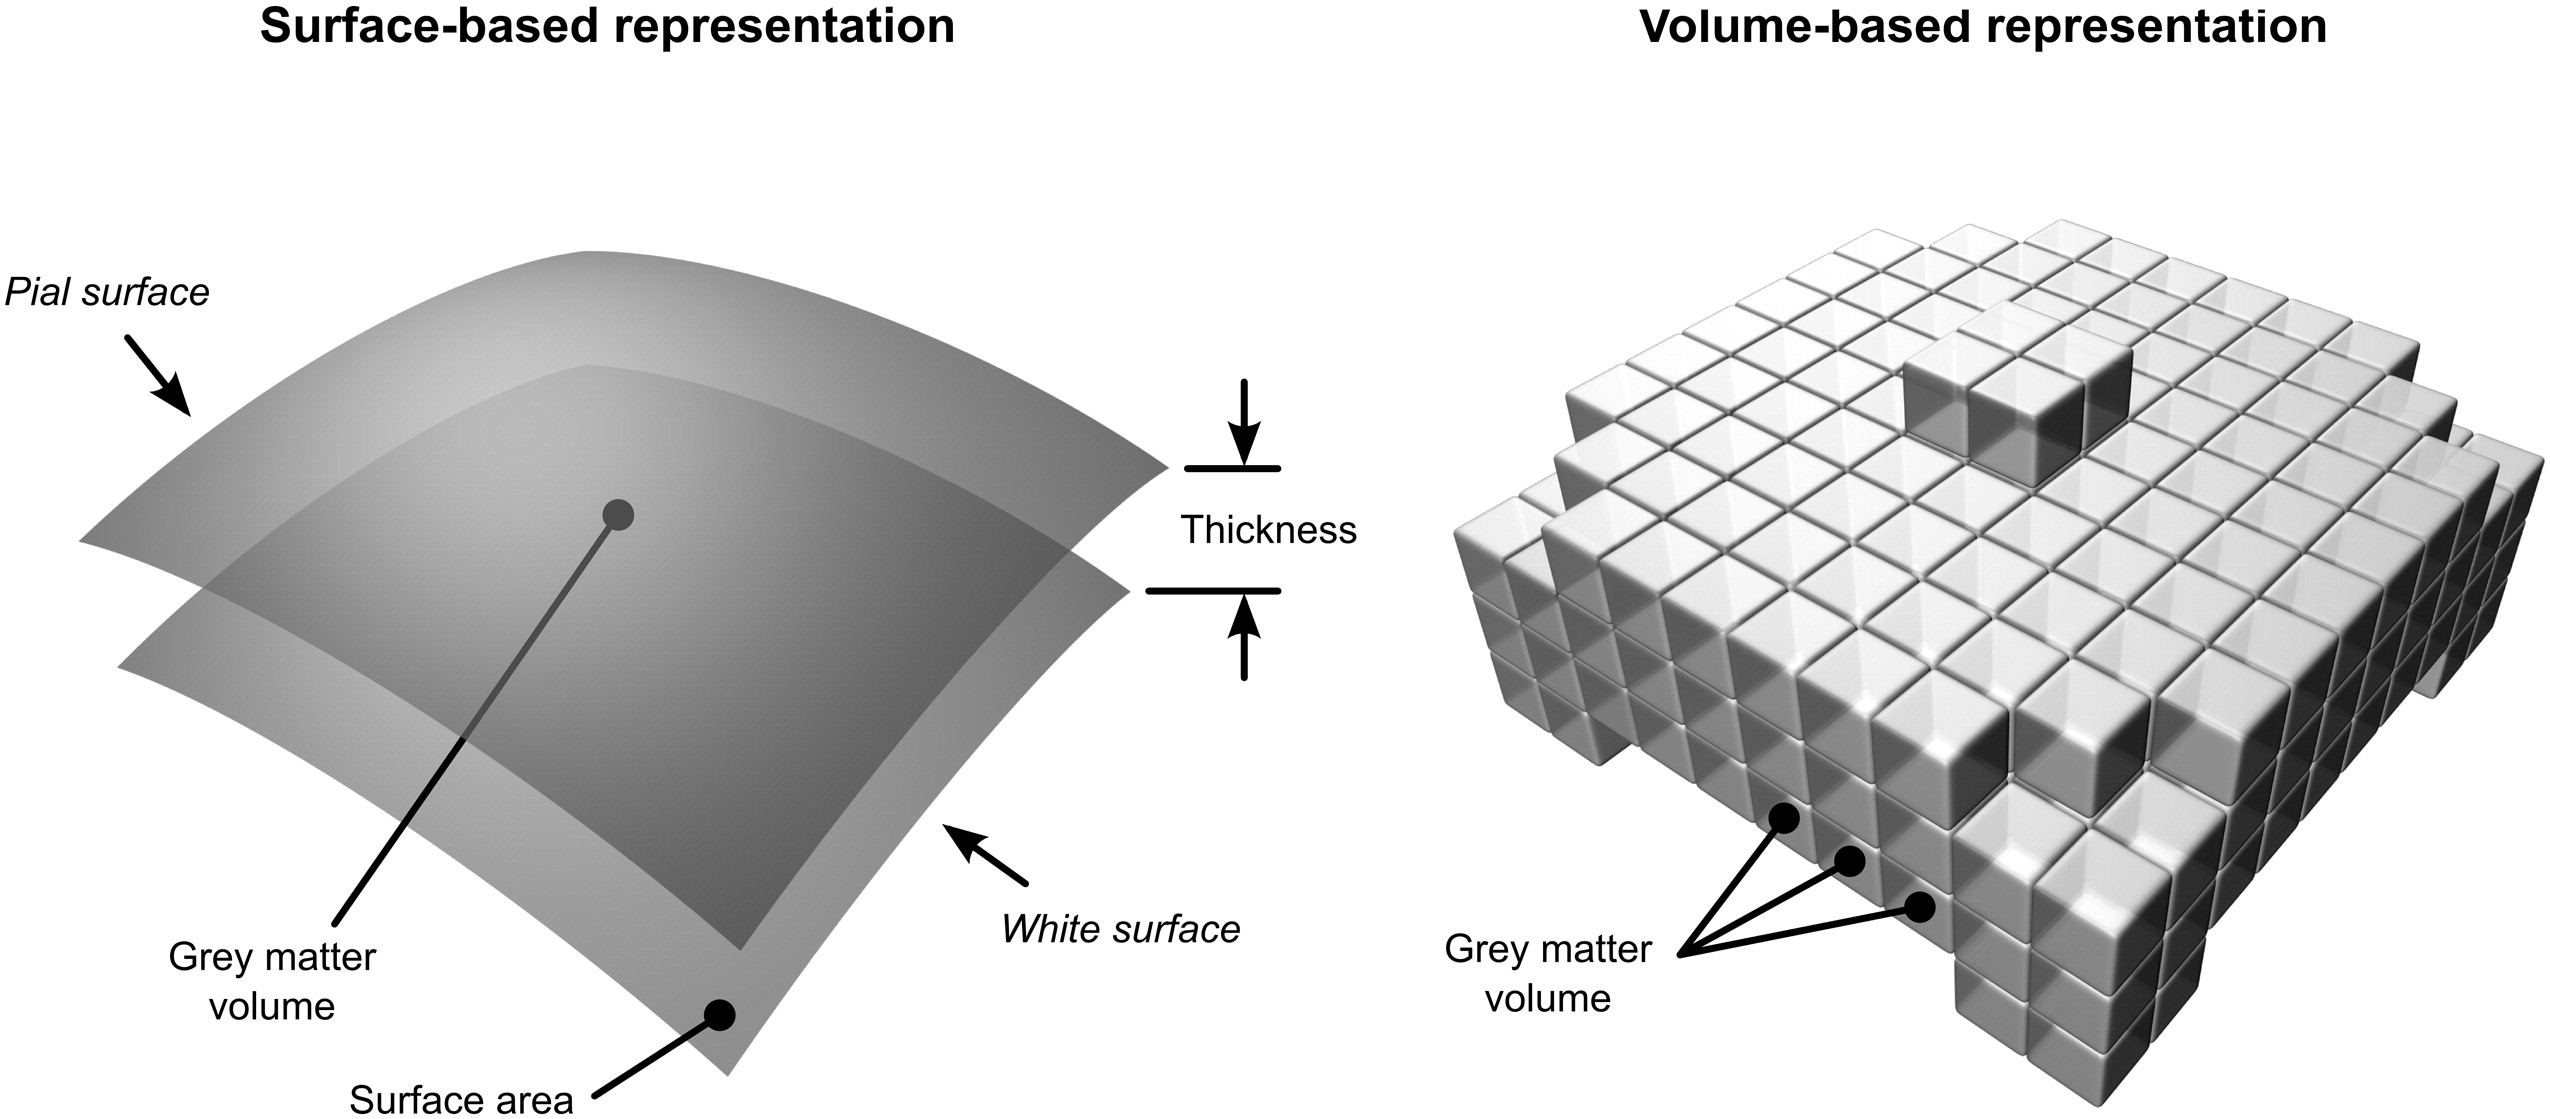 Surface-based representation
Pial surface
Thickness
White surface
Grey matter
volume
Surface area
Volume-based representation
Grey matter
volume